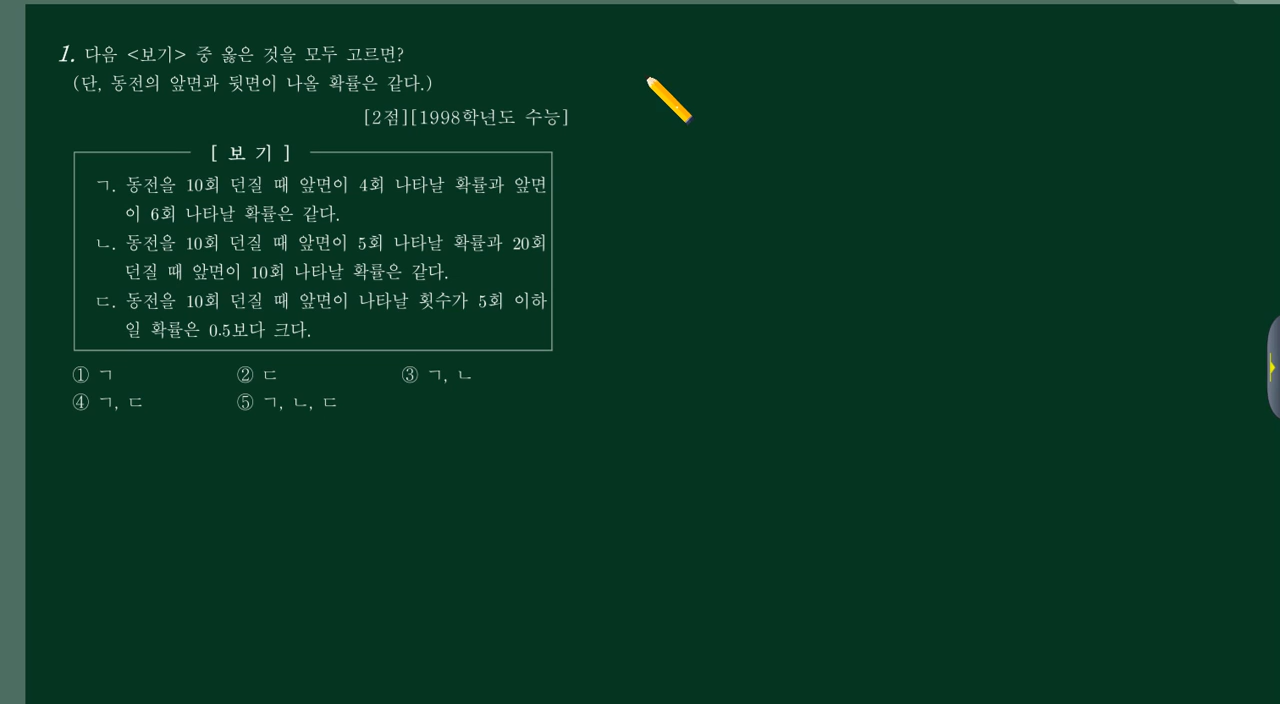 1. 다음 <보기> 중 옳은 것을 모두 고르면?
(단, 동전의 앞면과 뒷면이 나올 확률은 같다.)
[2점][1998학년도 수능]
[ 보 기 ]
ㄱ. 동전을 10회 던질 때 앞면이 4회 나타날 확률과 앞면
이 6회 나타날 확률은 같다.
ㄴ. 동전을 10회 던질 때 앞면이 5회 나타날 확률과 20회
던질 때 앞면이 10회 나타날 확률은 같다.
ㄷ. 동전을 10회 던질 때 앞면이 나타날 횟수가 5회 이하
일 확률은 0.5보다 크다.
① ㄱ ② ㄷ ③ ㄱ, ㄴ
④ ㄱ, ㄷ ⑤ ㄱ, ㄴ, ㄷ